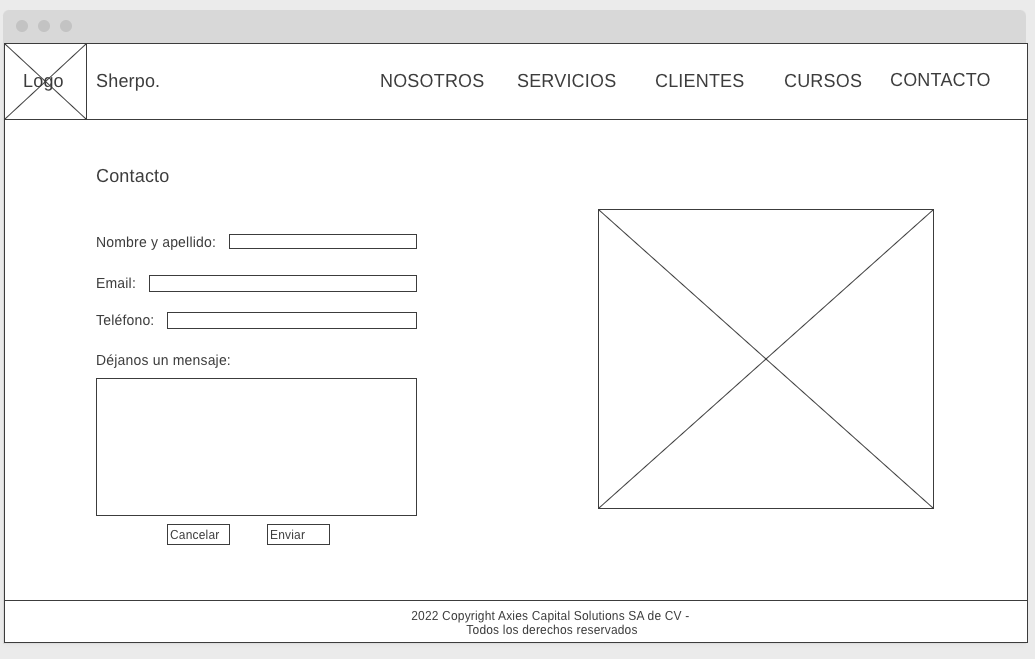 Logo Sherpo. NOSOTROS SERVICIOS CLIENTES CURSOS CONTACTO
Contacto
Nombre y apellido:
Email:
Teléfono:
Déjanos un mensaje:
Cancelar Enviar
2022 Copyright Axies Capital Solutions SA de CV -
Todos los derechos reservados